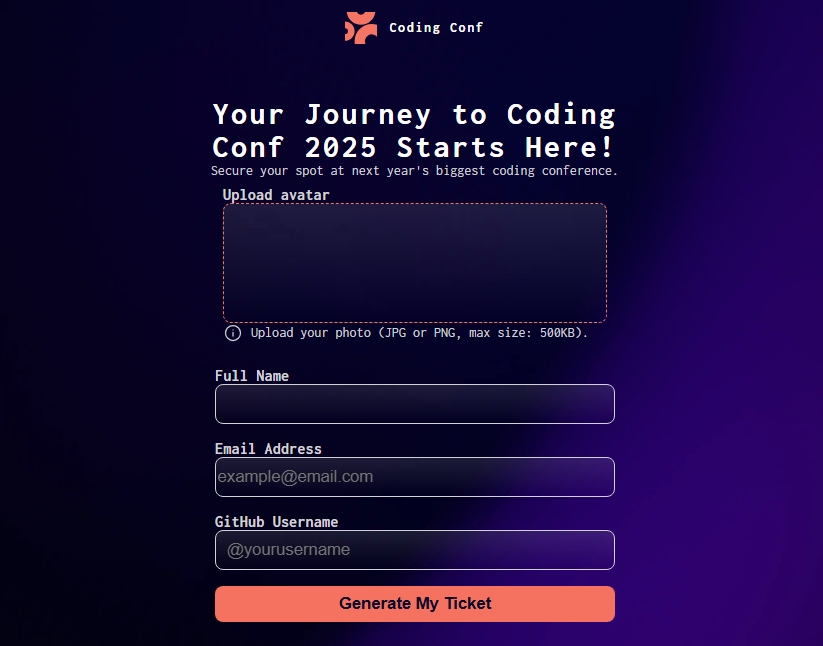 Coding Conf
Your Journey to Coding
Conf 2025 Starts Here!
Secure your spot at next year's biggest coding conference.
Upload avatar
Upload your photo (JPG or PNG, max size: 500KB).
Full Name
Email Address
example@email.com
GitHub Username
@yourusername
Generate My Ticket